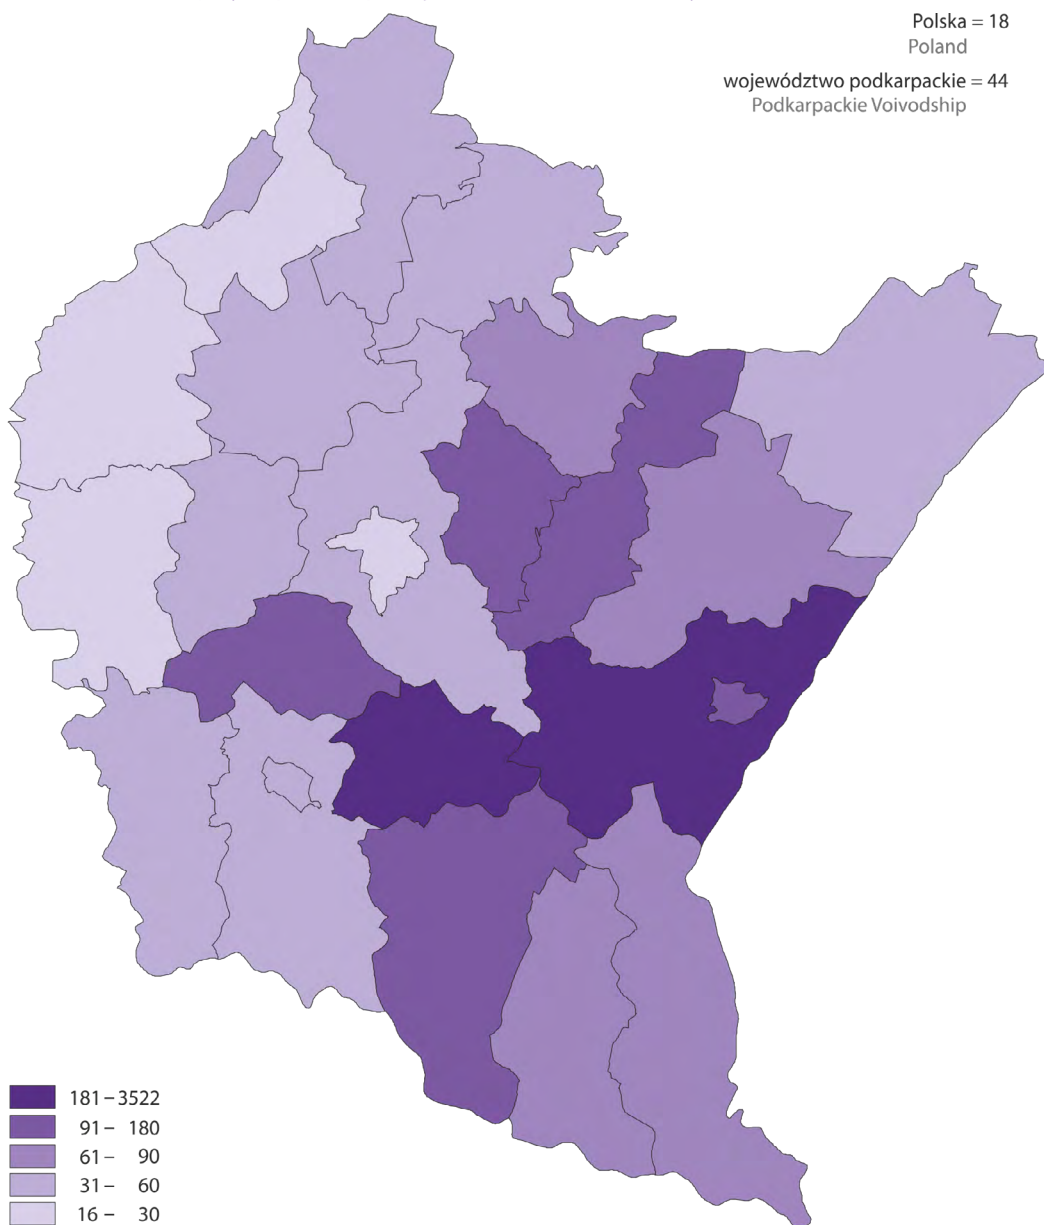 Polska = 18
Poland
województwo podkarpackie = 44
Podkarpackie Voivodship
181 – 3522
91 – 180
61 – 90
31 – 60
16 – 30